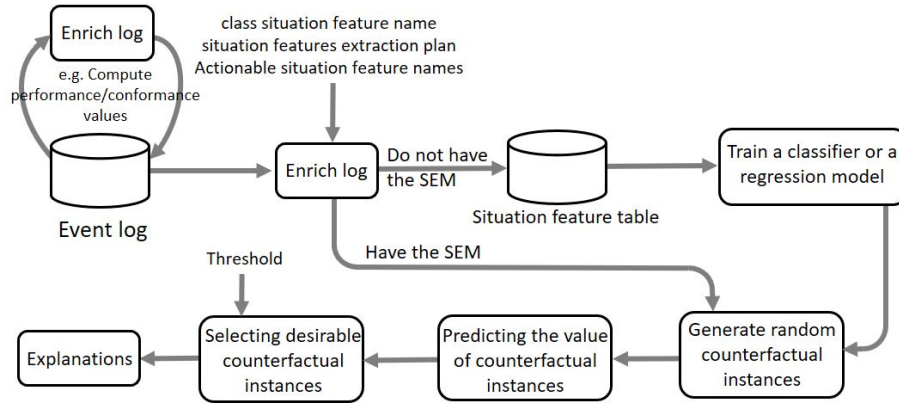 Enrich log
e.g. Compute
performance/conformance
values
Event log
class situation feature name
situation features extraction plan
Actionable situation feature names
Enrich log
Do not have
the SEM
Situation feature table
Train a classifier or a
regression model
Have the SEM
Threshold
Generate random
counterfactual
instances
Predicting the value
of counterfactual
instances
Selecting desirable
counterfactual
instances
Explanations